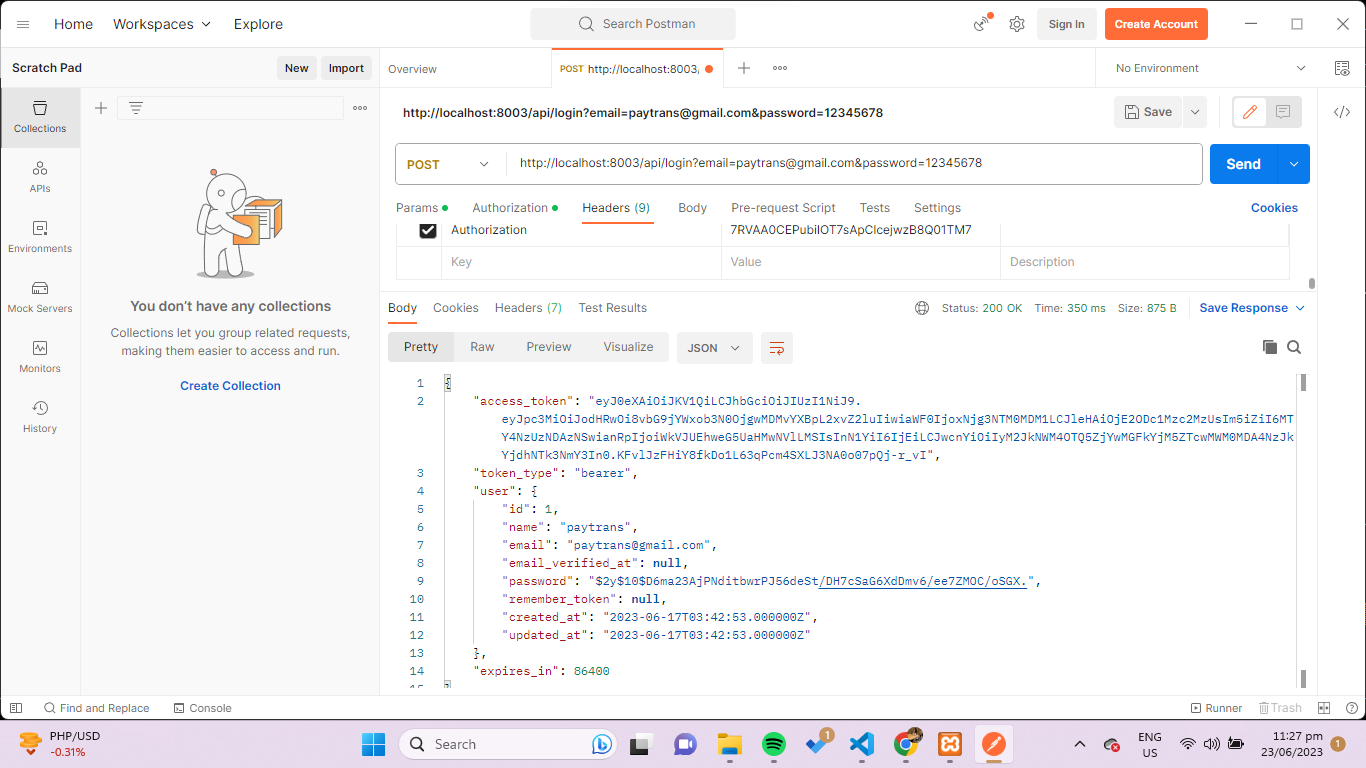 Home Workspaces Explore
Search Postman
Sign In
Create Account
Scratch Pad
New Import
Overview
POST http://localhost:8003,
No Environment
Collections
APIs
Environments
Mock Servers
Monitors
History
You don't have any collections
Collections let you group related requests,
making them easier to access and run.
Create Collection
http://localhost:8003/api/login?email=paytrans@gmail.com&password=12345678
Save
POST http://localhost:8003/api/login?email=paytrans@gmail.com&password=12345678
Send
Params Authorization Headers (9) Body Pre-request Script Tests Settings
Cookies
Authorization 7RVAA0CEPubiIOT7sApClcejwzB8Q01TM7
Key Value Description
Body Cookies Headers (7) Test Results
Status: 200 OK Time: 350 ms Size: 875 B Save Response
Pretty Raw Preview Visualize JSON
1 {
2 "access_token": "eyJ0eXAiOiJKV1QiLCJhbGciOiJIUzI1NiJ9.
eyJpc3MiOiJodHRwOi8vbG9jYWxob3N0OjgwMDMvYXBpL2xvZ2luIiwiaWF0IjoxNjg3NTM0MDM1LCJleHAiOjE2ODc1Mzc2MzUsIm5iZiI6MT
Y4NzUzNDAzNSwianRpIjoiWkVJUEhweG5UaHMwNVlLMSIsInN1YiI6IjEiLCJwcnYiOiIyM2JkNWM4OTQ5ZjYwMGFkYjM5ZTcwMWM0MDA4NzJk
YjdhNTk3NmY3In0.KFvlJzFHiY8fkDo1L63qPcm4SXLJ3NA0o07pQj-r_vI",
3 "token_type": "bearer",
4 "user": {
5 "id": 1,
6 "name": "paytrans",
7 "email": "paytrans@gmail.com",
8 "email_verified_at": null,
9 "password": "$2y$10$D6ma23AjPNditbwrPJ56deSt/DH7cSaG6XdDmv6/ee7ZMOC/oSGX.",
10 "remember_token": null,
11 "created_at": "2023-06-17T03:42:53.000000Z",
12 "updated_at": "2023-06-17T03:42:53.000000Z"
13 },
14 "expires_in": 86400
15 }
Find and Replace Console
Runner Trash
PHP/USD
-0.31%
Search
1
ENG
US
11:27 pm
23/06/2023
1